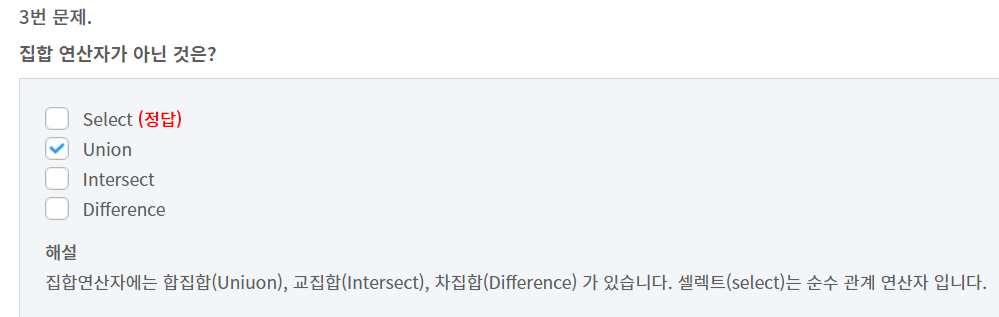 3번 문제.
집합 연산자가 아닌 것은?
Select (정답)
Union
Intersect
Difference
해설
집합연산자에는 합집합(Uniuon), 교집합(Intersect), 차집합(Difference) 가 있습니다. 셀렉트(select)는 순수 관계 연산자 입니다.